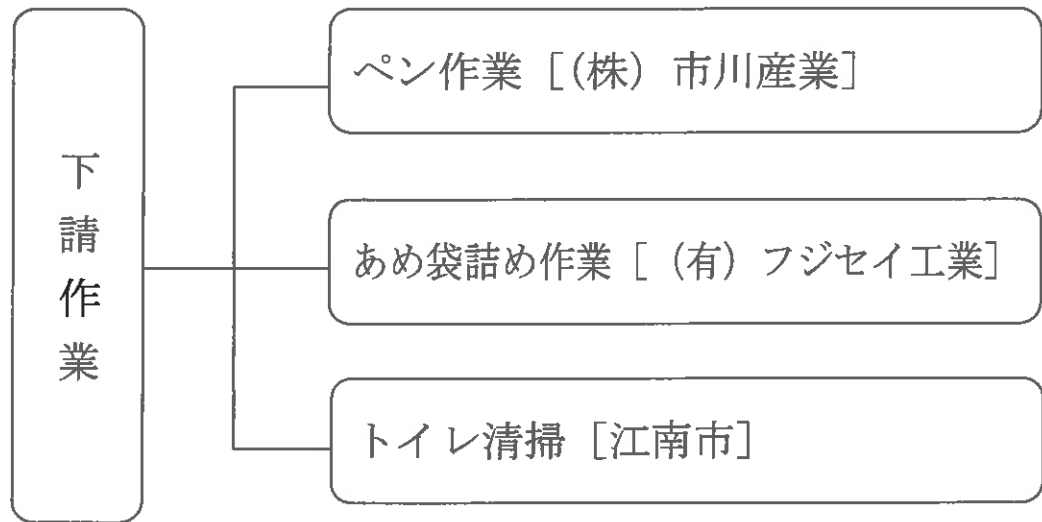 下請作業
ペン作業［(株) 市川産業］
あめ袋詰め作業［（有）フジセイ工業］
トイレ清掃［江南市］